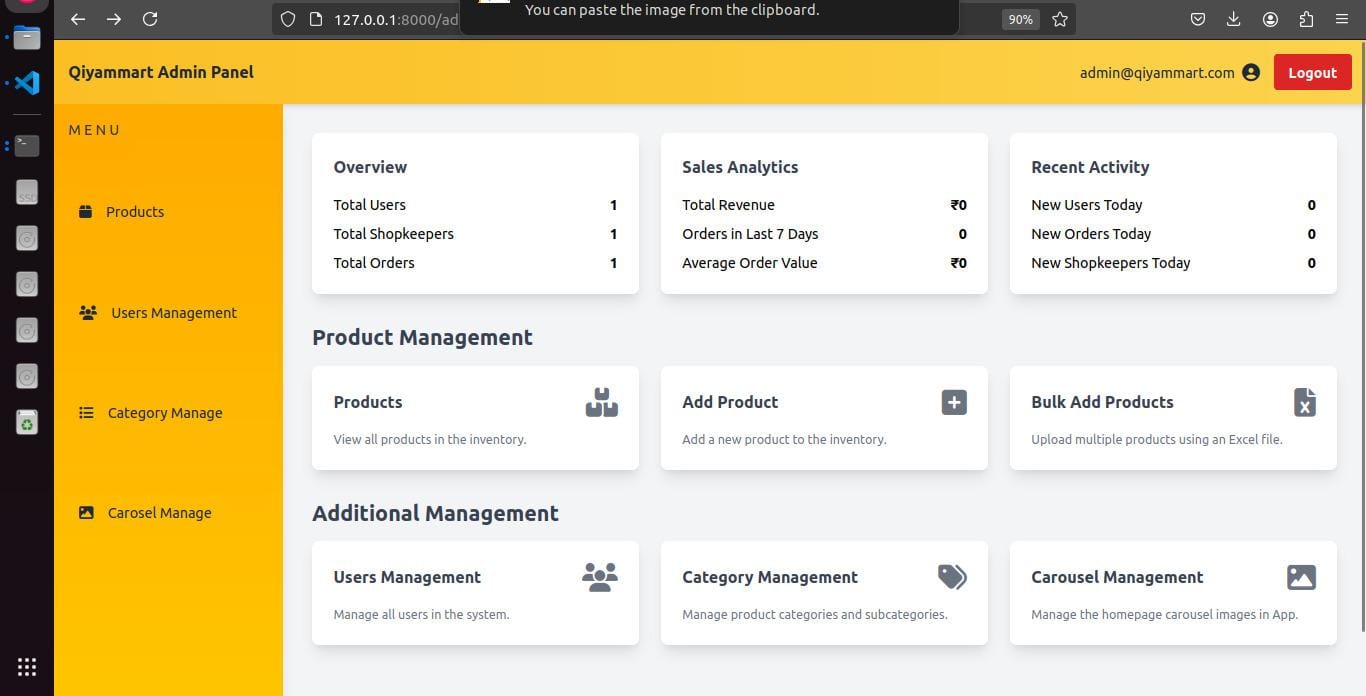 You can paste the image from the clipboard.
127.0.0.1:8000/ad
90%
Qiyammart Admin Panel
admin@qiyammart.com
Logout
MENU
Products
Users Management
Category Manage
Carosel Manage
Overview
Total Users 1
Total Shopkeepers 1
Total Orders 1
Sales Analytics
Total Revenue ₹0
Orders in Last 7 Days 0
Average Order Value ₹0
Recent Activity
New Users Today 0
New Orders Today 0
New Shopkeepers Today 0
Product Management
Products
View all products in the inventory.
Add Product
Add a new product to the inventory.
Bulk Add Products
Upload multiple products using an Excel file.
Additional Management
Users Management
Manage all users in the system.
Category Management
Manage product categories and subcategories.
Carousel Management
Manage the homepage carousel images in App.
SSD